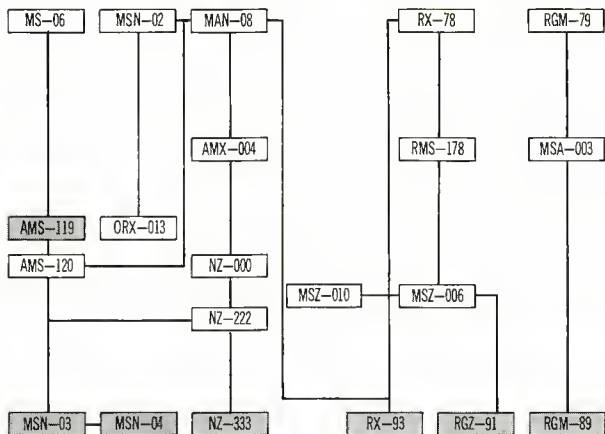 MS-06 MSN-02 MAN-08 RX-78 RGM-79
AMX-004 RMS-178 MSA-003
AMS-119 ORX-013
AMS-120 NZ-000
MSZ-010 MSZ-006
NZ-222
MSN-03 MSN-04 NZ-333 RX-93 RGZ-91 RGM-89